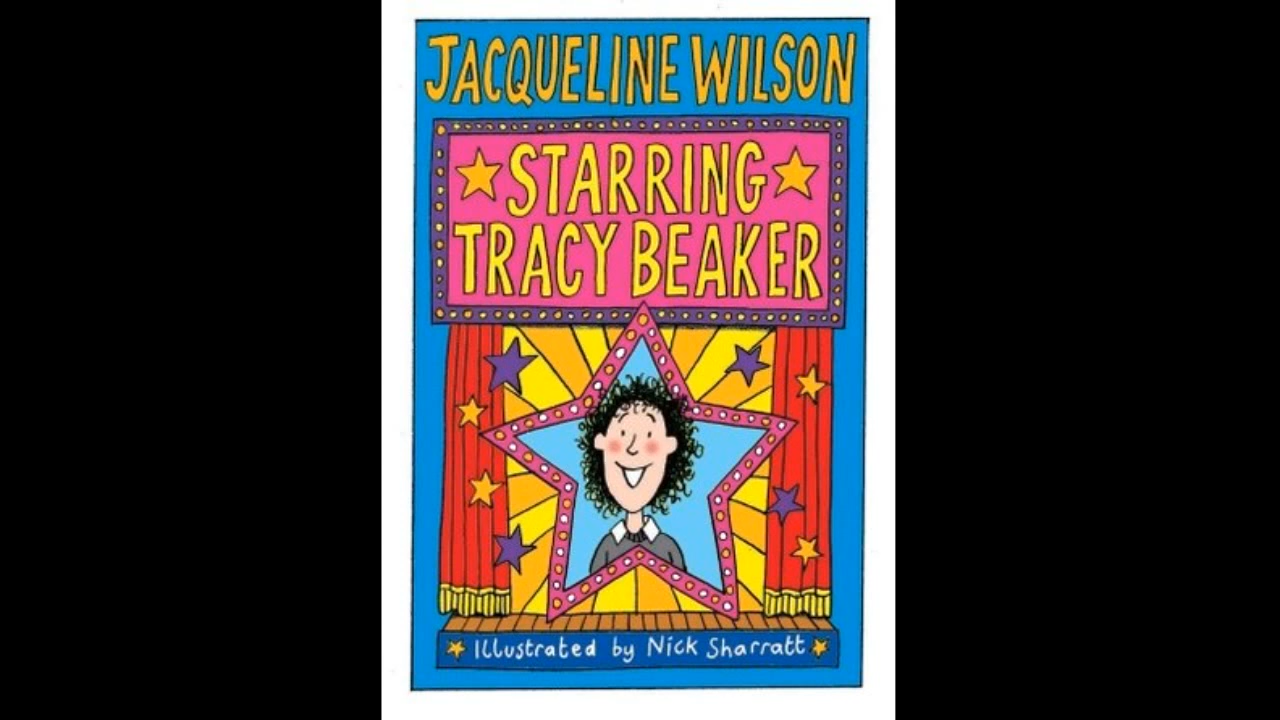 JACQUELINE WILSON
STARRING
TRACY BEAKER
Illustrated by Nick Sharratt